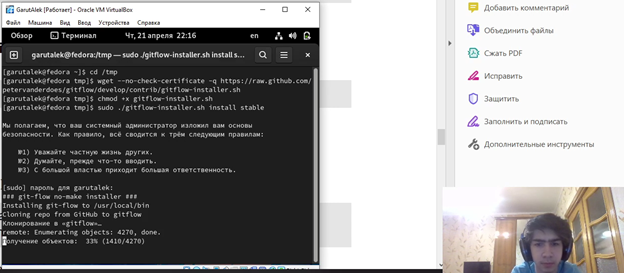 GarutAlek [Работает] - Oracle VM VirtualBox
Файл Машина Вид Ввод Устройства Справка
Обзор Терминал Чт, 21 апреля 22:16 en
garutalek@fedora:/tmp — sudo ./gitflow-installer.sh install s…
[garutalek@fedora ~]$ cd /tmp
[garutalek@fedora tmp]$ wget --no-check-certificate -q https://raw.github.com/
petervanderdoes/gitflow/develop/contrib/gitflow-installer.sh
[garutalek@fedora tmp]$ chmod +x gitflow-installer.sh
[garutalek@fedora tmp]$ sudo ./gitflow-installer.sh install stable
Мы полагаем, что ваш системный администратор изложил вам основы
безопасности. Как правило, всё сводится к трём следующим правилам:
№1) Уважайте частную жизнь других.
№2) Думайте, прежде что-то вводить.
№3) С большой властью приходит большая ответственность.
[sudo] пароль для garutalek:
### git-flow no-make installer ###
Installing git-flow to /usr/local/bin
Cloning repo from GitHub to gitflow
Клонирование в «gitflow»…
remote: Enumerating objects: 4270, done.
Получение объектов: 33% (1410/4270)
Добавить комментарий
Объединить файлы
Сжать PDF
Исправить
Защитить
Заполнить и подписать
Дополнительные инструменты